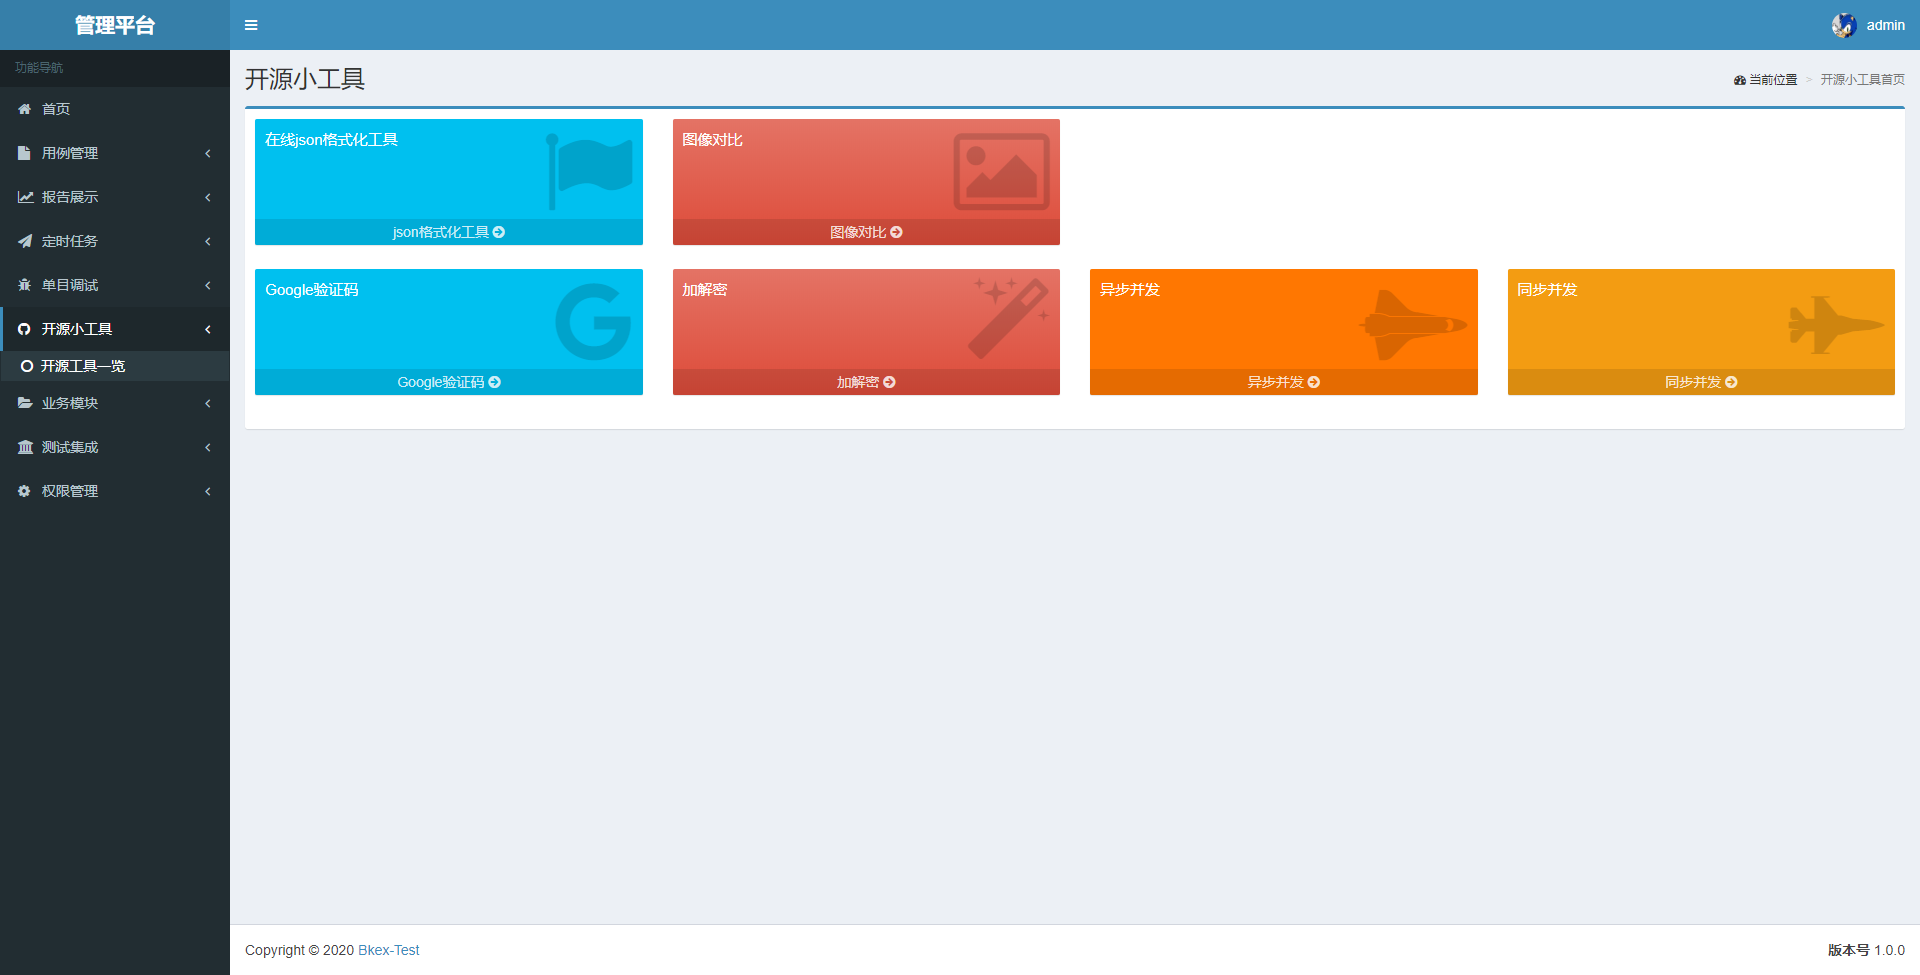 管理平台
admin
功能导航
首页
用例管理
报告展示
定时任务
单目调试
开源小工具
开源工具一览
业务模块
测试集成
权限管理
开源小工具
当前位置 > 开源小工具首页
在线json格式化工具
json格式化工具
图像对比
图像对比
Google验证码
Google验证码
加解密
加解密
异步并发
异步并发
同步并发
同步并发
Copyright © 2020 Bkex-Test
版本号 1.0.0